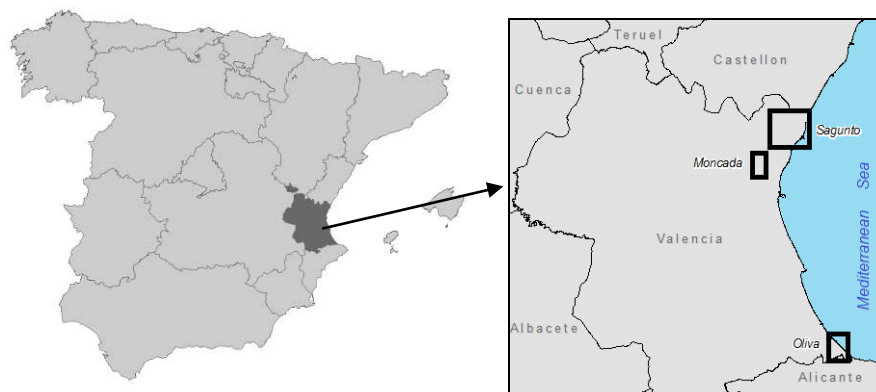 Teruel
Castellon
Cuenca
Sagunto
Moncada
Mediterranean Sea
Valencia
Albacete
Oliva
Alicante